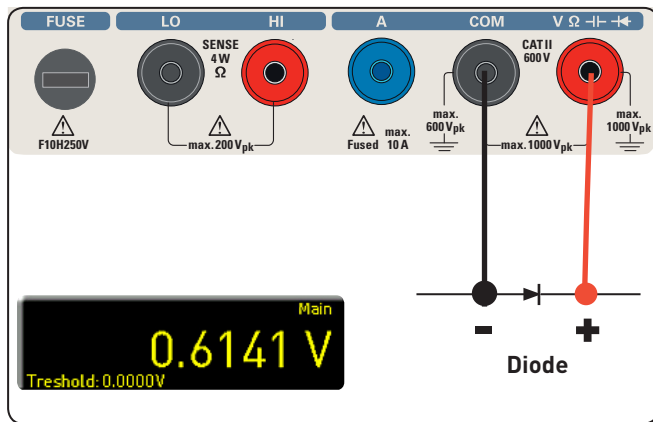 FUSE LO HI A COM V Ω
SENSE
4 W
Ω
CAT II
600 V
max.
600 Vpk
max.
1000 Vpk
F10H250V
max. 200 Vpk
max.
Fused 10 A
max. 1000 Vpk
Main
0.6141 V
Treshold: 0.0000V
- +
Diode